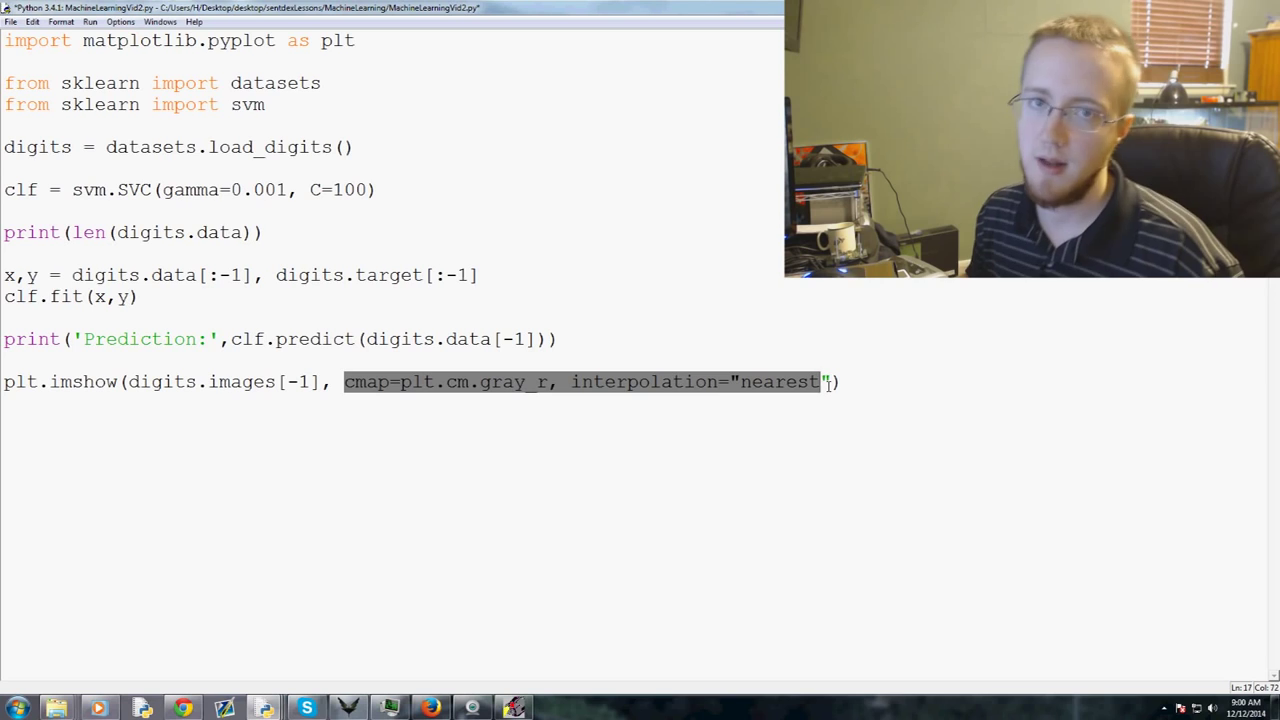 *Python 3.4.1: MachineLearningVid2.py - C:/Users/H/Desktop/desktop/sentdexLessons/MachineLearning/MachineLearningVid2.py*
File Edit Format Run Options Windows Help
import matplotlib.pyplot as plt
from sklearn import datasets
from sklearn import svm
digits = datasets.load_digits()
clf = svm.SVC(gamma=0.001, C=100)
print(len(digits.data))
x,y = digits.data[:-1], digits.target[:-1]
clf.fit(x,y)
print('Prediction:',clf.predict(digits.data[-1]))
plt.imshow(digits.images[-1], cmap=plt.cm.gray_r, interpolation="nearest")
Ln: 17 Col: 72
9:00 AM
12/12/2014